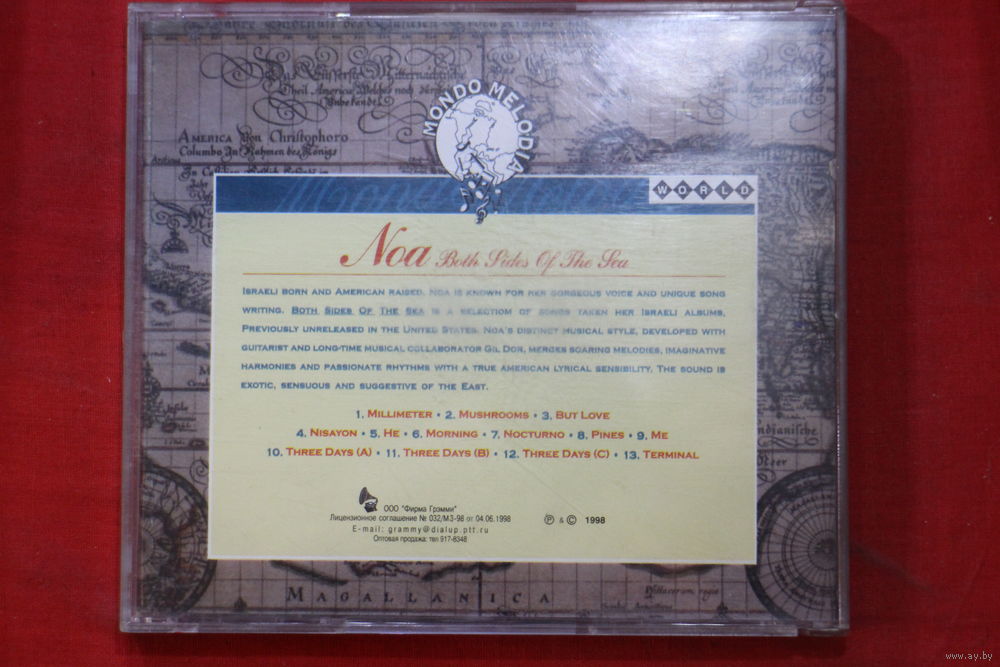 MONDO MELODIA
AMERICA Von Christophoro
Columbo In Rahmen des Königs
WORLD
Noa Both Sides Of The Sea
ISRAELI BORN AND AMERICAN RAISED, NOA IS KNOWN FOR HER GORGEOUS VOICE AND UNIQUE SONG
WRITING. BOTH SIDES OF THE SEA IS A SELECTION OF SONGS TAKEN HER ISRAELI ALBUMS,
PREVIOUSLY UNRELEASED IN THE UNITED STATES. NOA'S DISTINCT MUSICAL STYLE, DEVELOPED WITH
GUITARIST AND LONG-TIME MUSICAL COLLABORATOR GIL DOR, MERGES SOARING MELODIES, IMAGINATIVE
HARMONIES AND PASSIONATE RHYTHMS WITH A TRUE AMERICAN LYRICAL SENSIBILITY. THE SOUND IS
EXOTIC, SENSUOUS AND SUGGESTIVE OF THE EAST.
1. MILLIMETER • 2. MUSHROOMS • 3. BUT LOVE
4. NISAYON • 5. HE • 6. MORNING • 7. NOCTURNO • 8. PINES • 9. ME
10. THREE DAYS (A) • 11. THREE DAYS (B) • 12. THREE DAYS (C) • 13. TERMINAL
ООО "Фирма Грэмми"
Лицензионное соглашение № 032/МЗ-98 от 04.06.1998
E-mail: grammy@dialup.ptt.ru
Оптовая продажа: тел 917-8348
℗ & © 1998
MAGALLANICA
www.ay.by